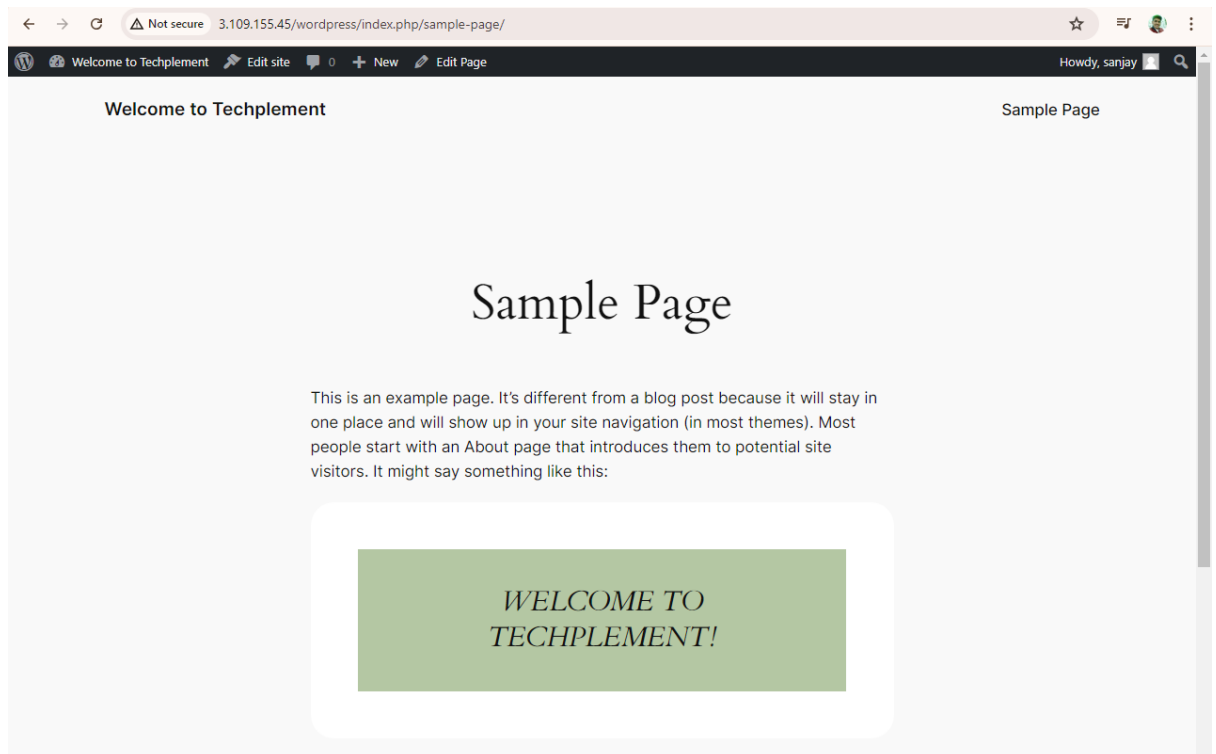 Not secure 3.109.155.45/wordpress/index.php/sample-page/
Welcome to Techplement Edit site 0 New Edit Page Howdy, sanjay
Welcome to Techplement Sample Page
Sample Page
This is an example page. It’s different from a blog post because it will stay in
one place and will show up in your site navigation (in most themes). Most
people start with an About page that introduces them to potential site
visitors. It might say something like this:
WELCOME TO
TECHPLEMENT!